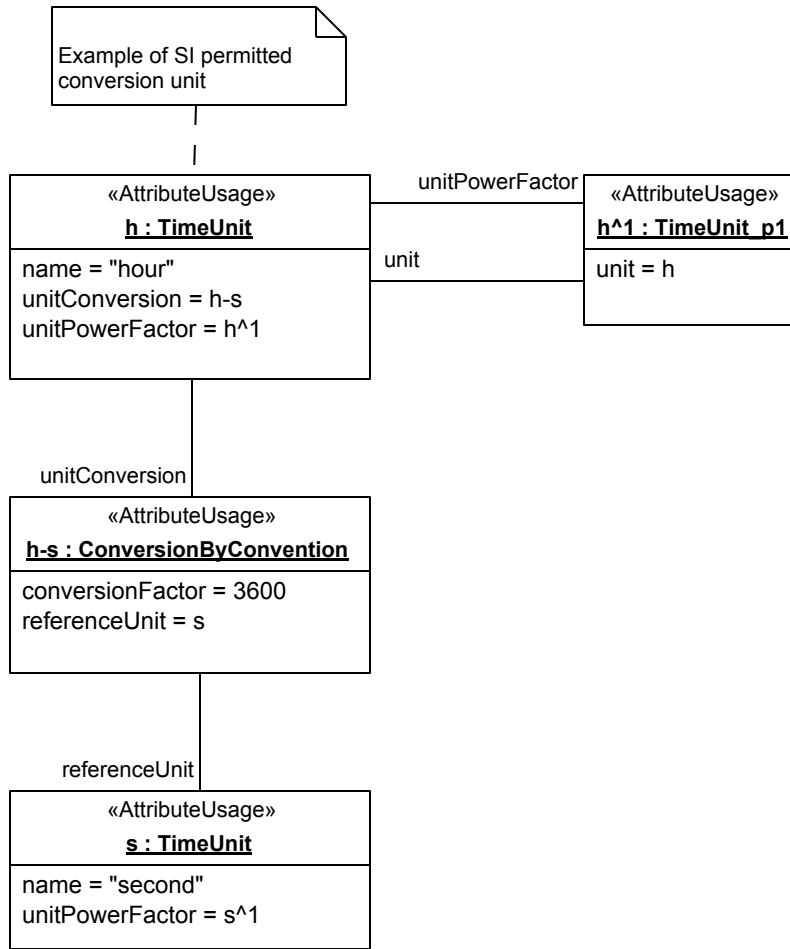 Example of SI permitted
conversion unit
«AttributeUsage»
h : TimeUnit
name = "hour"
unitConversion = h-s
unitPowerFactor = h^1
unitPowerFactor
unit
«AttributeUsage»
h^1 : TimeUnit_p1
unit = h
unitConversion
«AttributeUsage»
h-s : ConversionByConvention
conversionFactor = 3600
referenceUnit = s
referenceUnit
«AttributeUsage»
s : TimeUnit
name = "second"
unitPowerFactor = s^1